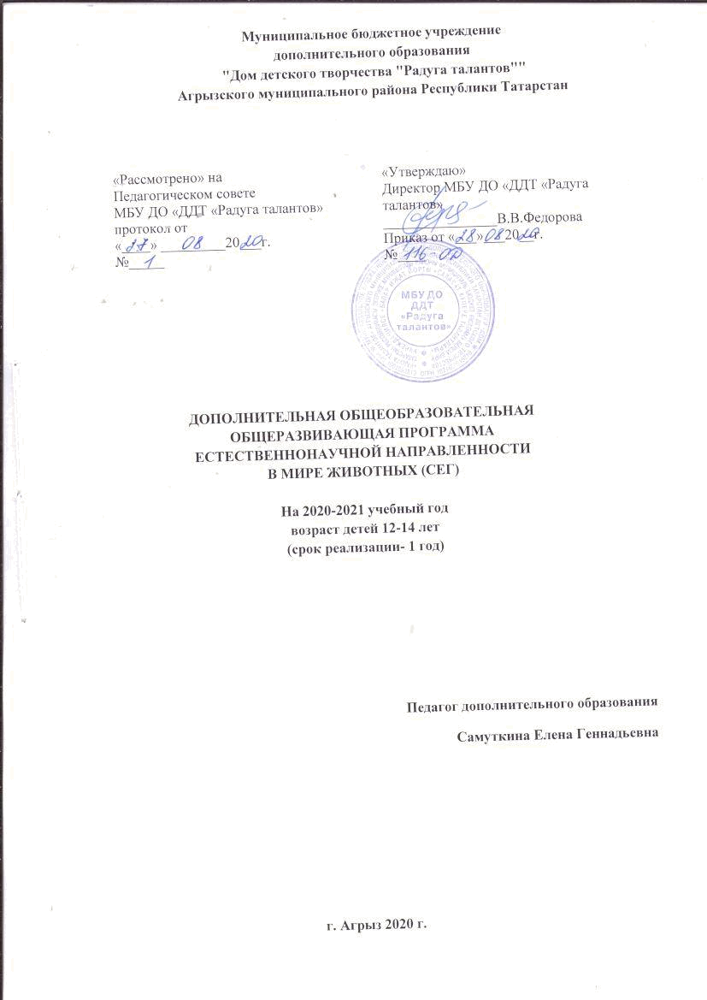 Муниципальное бюджетное учреждение
дополнительного образования
"Дом детского творчества "Радуга талантов""
Агрызского муниципального района Республики Татарстан
«Рассмотрено» на
Педагогическом совете
МБУ ДО «ДДТ «Радуга талантов»
протокол от
«27» 08 2020г.
№ 1
«Утверждаю»
Директор МБУ ДО «ДДТ «Радуга
талантов»
В.В.Федорова
Приказ от «28» 08 2020г.
№ 116-ОД
МБУ ДО
ДДТ
«Радуга
талантов»
ДОПОЛНИТЕЛЬНАЯ ОБЩЕОБРАЗОВАТЕЛЬНАЯ
ОБЩЕРАЗВИВАЮЩАЯ ПРОГРАММА
ЕСТЕСТВЕННОНАУЧНОЙ НАПРАВЛЕННОСТИ
В МИРЕ ЖИВОТНЫХ (СЕГ)
На 2020-2021 учебный год
возраст детей 12-14 лет
(срок реализации- 1 год)
Педагог дополнительного образования
Самуткина Елена Геннадьевна
г. Агрыз 2020 г.